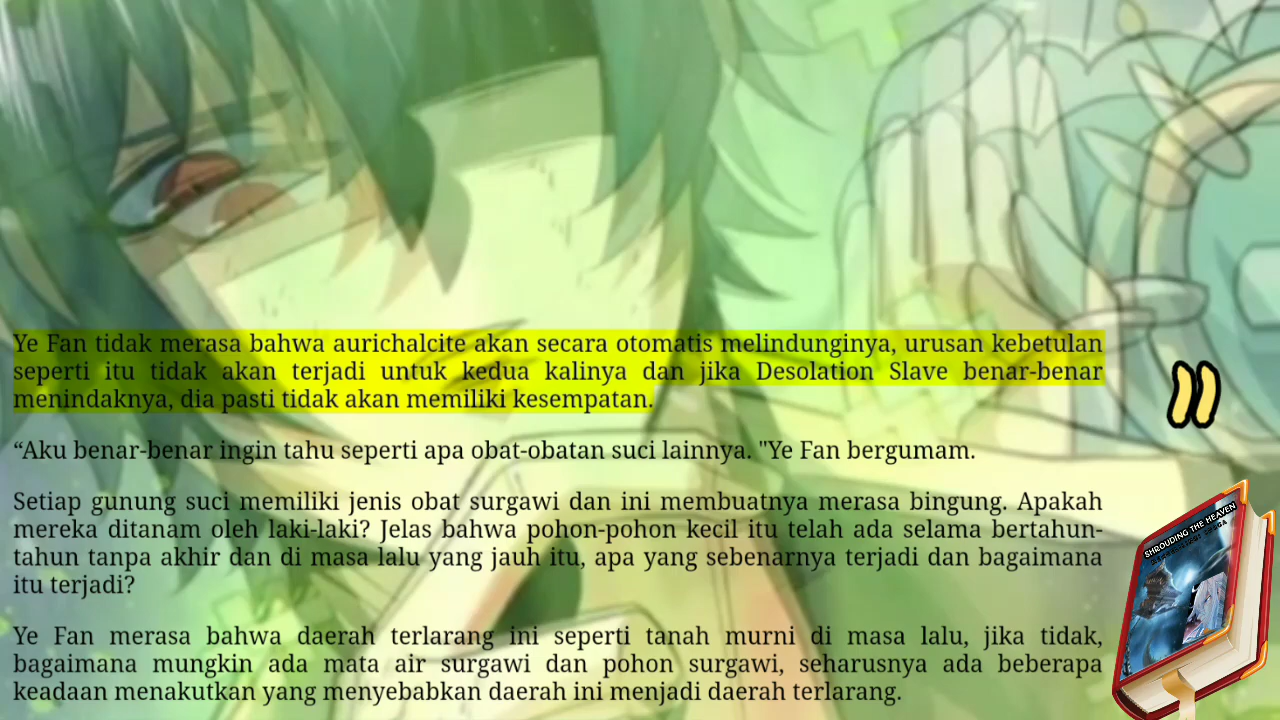 Ye Fan tidak merasa bahwa aurichalcite akan secara otomatis melindunginya, urusan kebetulan
seperti itu tidak akan terjadi untuk kedua kalinya dan jika Desolation Slave benar-benar
menindaknya, dia pasti tidak akan memiliki kesempatan.
“Aku benar-benar ingin tahu seperti apa obat-obatan suci lainnya. "Ye Fan bergumam.
Setiap gunung suci memiliki jenis obat surgawi dan ini membuatnya merasa bingung. Apakah
mereka ditanam oleh laki-laki? Jelas bahwa pohon-pohon kecil itu telah ada selama bertahun-
tahun tanpa akhir dan di masa lalu yang jauh itu, apa yang sebenarnya terjadi dan bagaimana
itu terjadi?
Ye Fan merasa bahwa daerah terlarang ini seperti tanah murni di masa lalu, jika tidak,
bagaimana mungkin ada mata air surgawi dan pohon surgawi, seharusnya ada beberapa
keadaan menakutkan yang menyebabkan daerah ini menjadi daerah terlarang.
SHROUDING THE HEAVEN